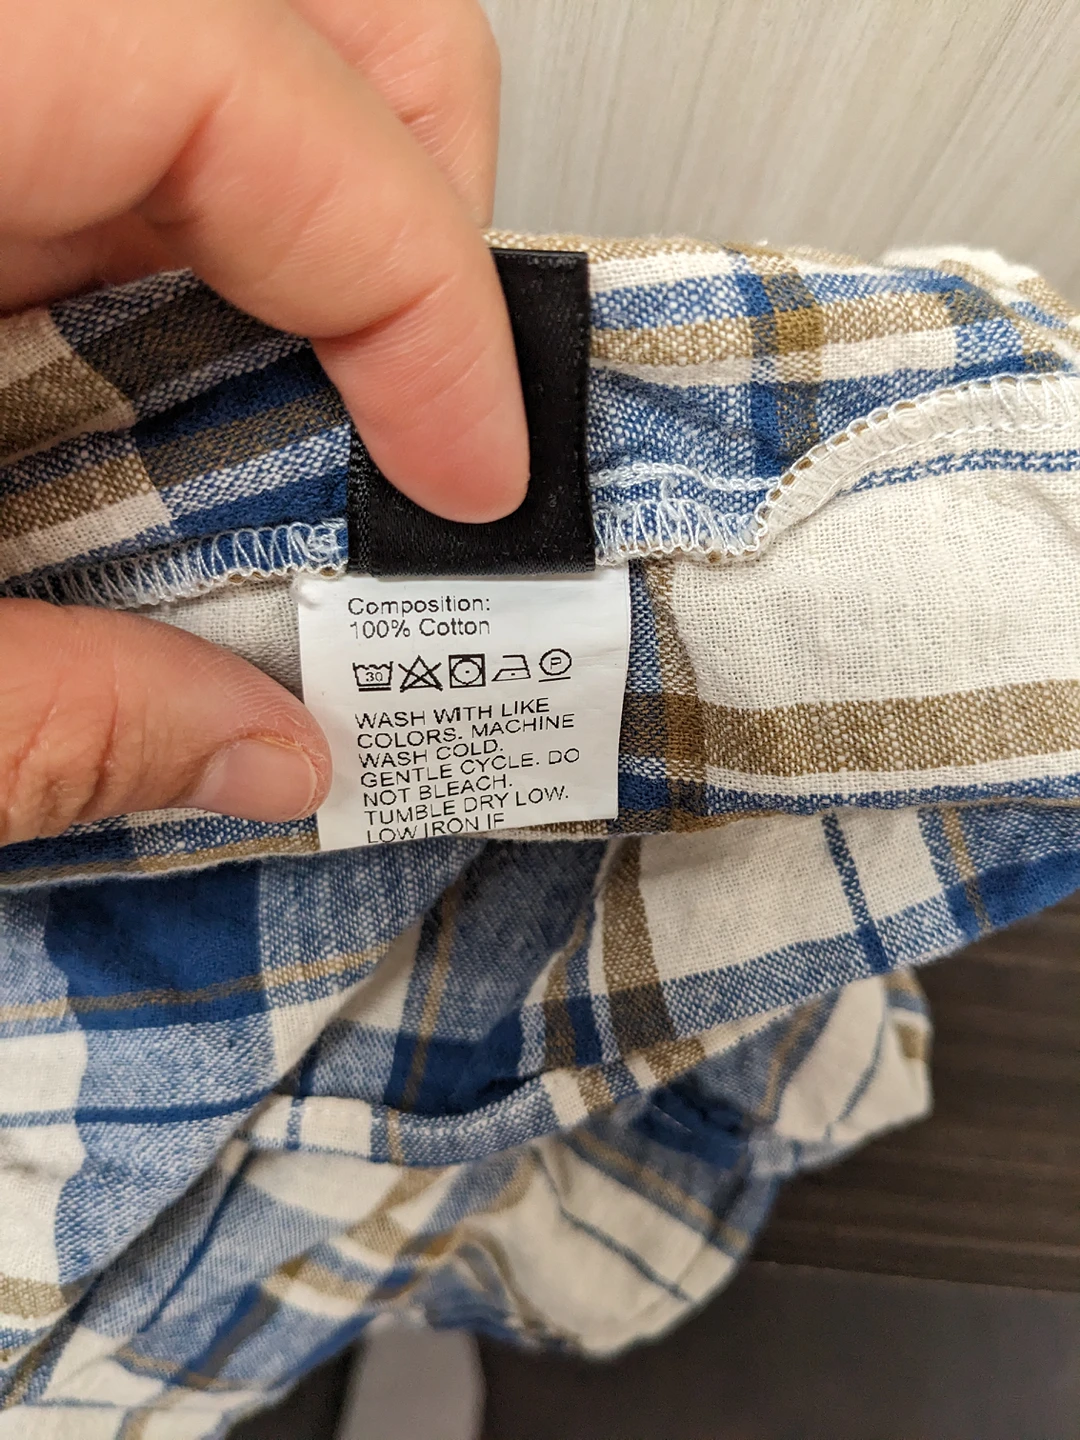 Composition:
100% Cotton
30 P
WASH WITH LIKE
COLORS. MACHINE
WASH COLD.
GENTLE CYCLE. DO
NOT BLEACH.
TUMBLE DRY LOW.
LOW IRON IF